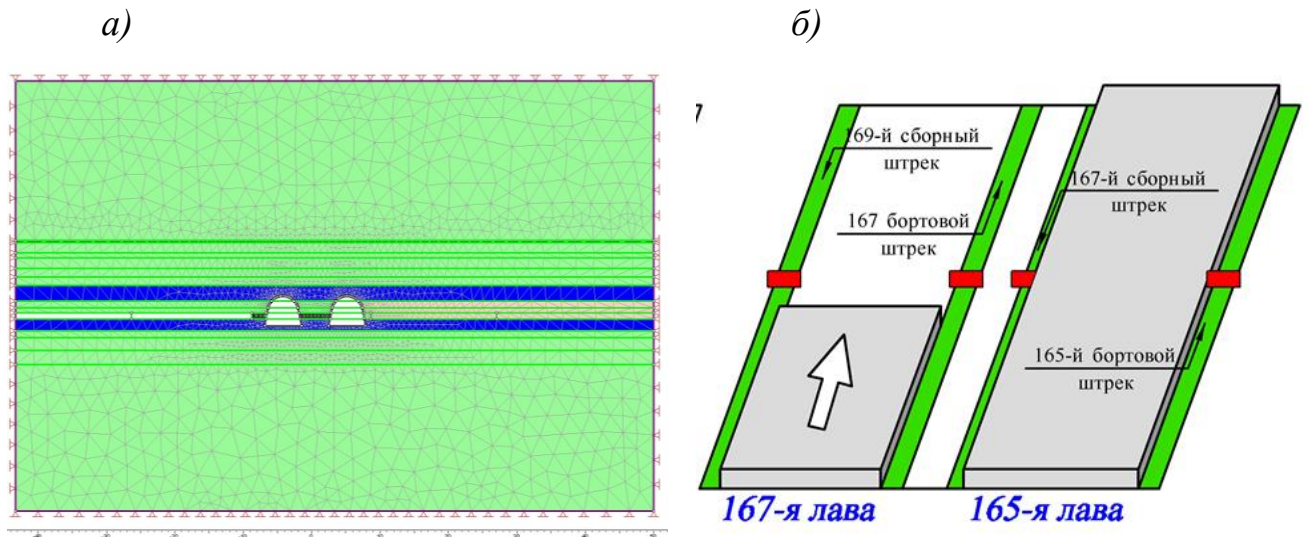 а)
б)
169-й сборный
штрек
167-й сборный
штрек
167 бортовой
штрек
165-й бортовой
штрек
167-я лава
165-я лава